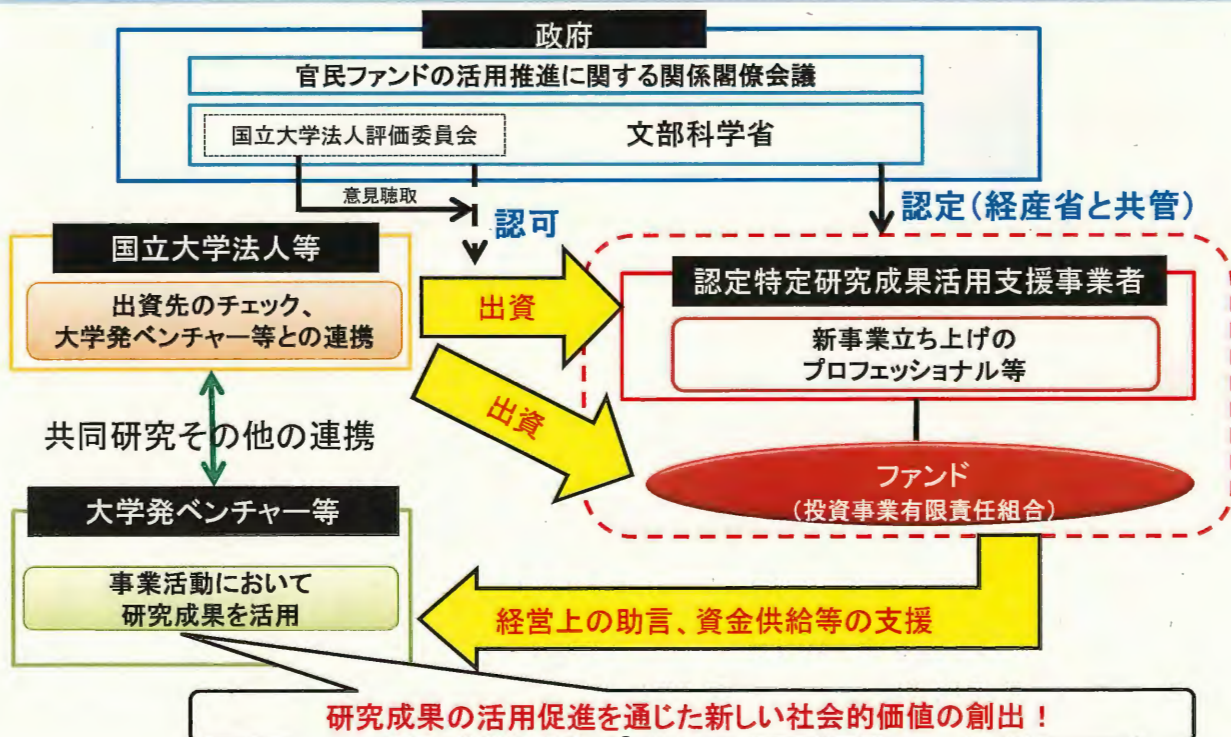 政府
官民ファンドの活用推進に関する関係閣僚会議
国立大学法人評価委員会
文部科学省
意見聴取
認可
認定(経産省と共管)
国立大学法人等
出資先のチェック、
大学発ベンチャー等との連携
出資
出資
認定特定研究成果活用支援事業者
新事業立ち上げの
プロフェッショナル等
共同研究その他の連携
ファンド
(投資事業有限責任組合)
大学発ベンチャー等
事業活動において
研究成果を活用
経営上の助言、資金供給等の支援
研究成果の活用促進を通じた新しい社会的価値の創出!